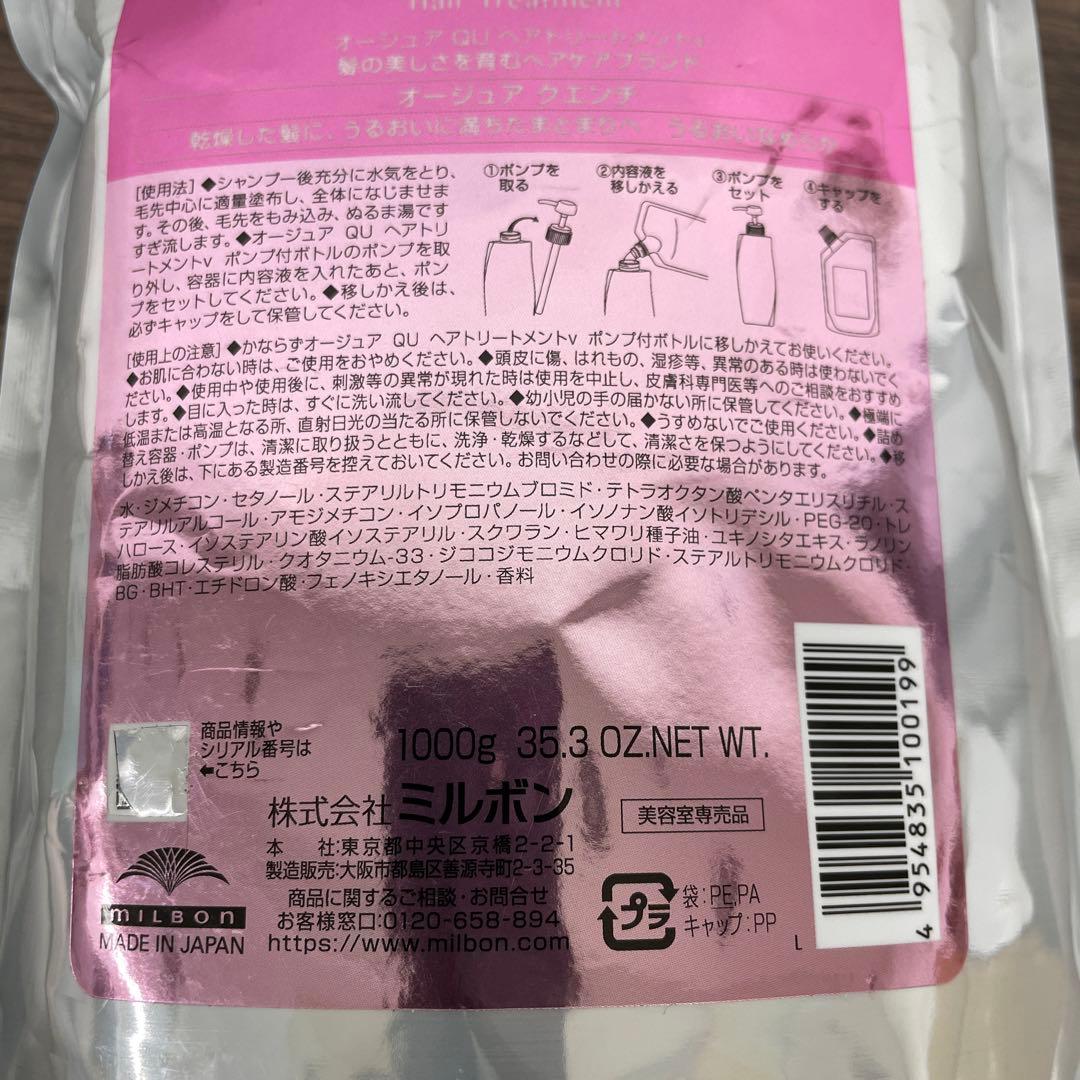 Hair Treatment
オージュア QU ヘアトリートメントv
髪の美しさを育むヘアケアブランド
オージュア クエンチ
乾燥した髪に、うるおいに満ちたまとまりへ うるおいなめらか
[使用法] ◆シャンプー後充分に水気をとり、
毛先中心に適量塗布し、全体になじませま
す。その後、毛先をもみ込み、ぬるま湯です
すぎ流します。◆オージュア QU ヘアトリ
ートメントv ポンプ付ボトルのポンプを取
り外し、容器に内容液を入れたあと、ポン
プをセットしてください。◆移しかえ後は、
必ずキャップをして保管してください。
①ポンプを
取る
②内容液を
移しかえる
③ポンプを
セット
④キャップを
する
[使用上の注意] ◆かならずオージュア QU ヘアトリートメントv ポンプ付ボトルに移しかえてお使いください。
◆お肌に合わない時は、ご使用をおやめください。◆頭皮に傷、はれもの、湿疹等、異常のある時は使わないでく
ださい。◆使用中や使用後に、刺激等の異常が現れた時は使用を中止し、皮膚科専門医等へのご相談をおすすめ
します。◆目に入った時は、すぐに洗い流してください。◆幼小児の手の届かない所に保管してください。◆極端に
低温または高温となる所、直射日光の当たる所に保管しないでください。◆うすめないでご使用ください。◆詰め
替え容器・ポンプは、清潔に取り扱うとともに、洗浄・乾燥するなどして、清潔さを保つようにしてください。◆移
しかえ後は、下にある製造番号を控えておいてください。お問い合わせの際に必要な場合があります。
水・ジメチコン・セタノール・ステアリルトリモニウムブロミド・テトラオクタン酸ペンタエリスリチル・ス
テアリルアルコール・アモジメチコン・イソプロパノール・イソノナン酸イソトリデシル・PEG-20・トレ
ハロース・イソステアリン酸イソステアリル・スクワラン・ヒマワリ種子油・ユキノシタエキス・ラノリン
脂肪酸コレステリル・クオタニウム-33・ジココジモニウムクロリド・ステアルトリモニウムクロリド・
BG・BHT・エチドロン酸・フェノキシエタノール・香料
商品情報や
シリアル番号は
←こちら
1000g 35.3 OZ.NET WT.
株式会社 ミルボン
美容室専売品
本 社:東京都中央区京橋2-2-1
製造販売:大阪市都島区善源寺町2-3-35
商品に関するご相談・お問合せ
お客様窓口:0120-658-894
https://www.milbon.com
MILBON
MADE IN JAPAN
プラ
袋:PE,PA
キャップ:PP
L
4 954835 100199